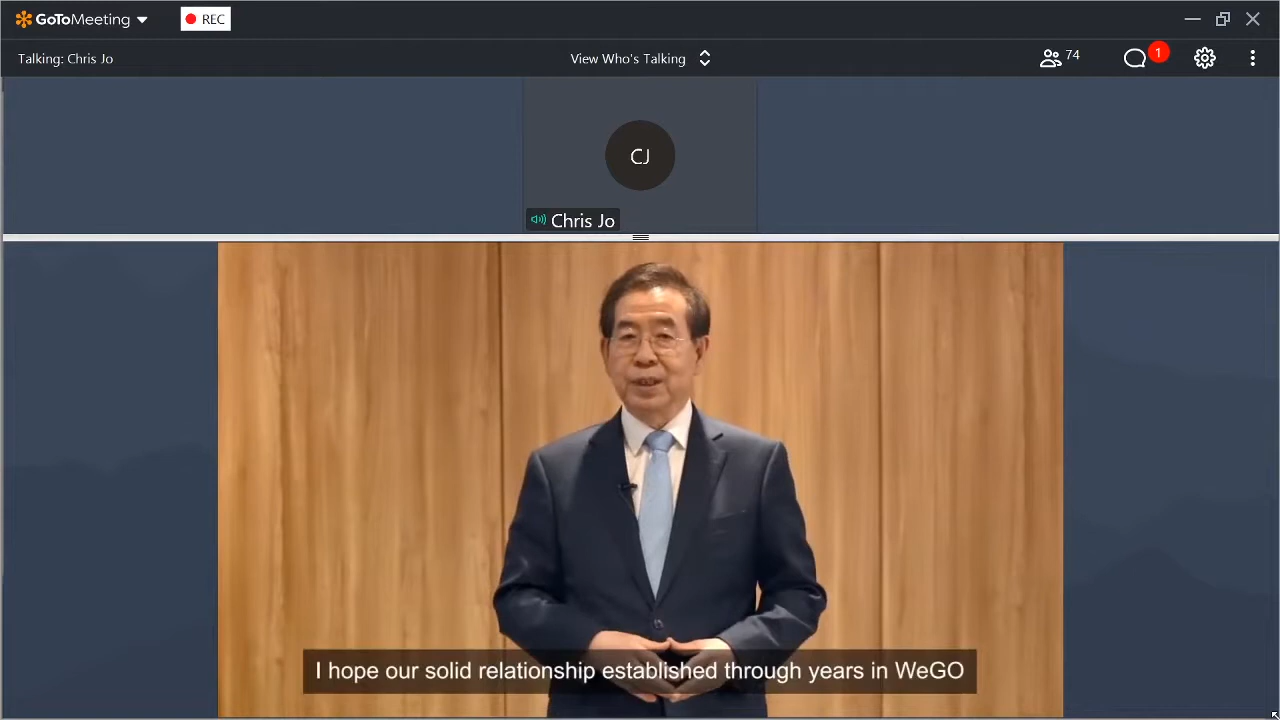 GoToMeeting
REC
Talking: Chris Jo
View Who's Talking
74
1
CJ
Chris Jo
I hope our solid relationship established through years in WeGO